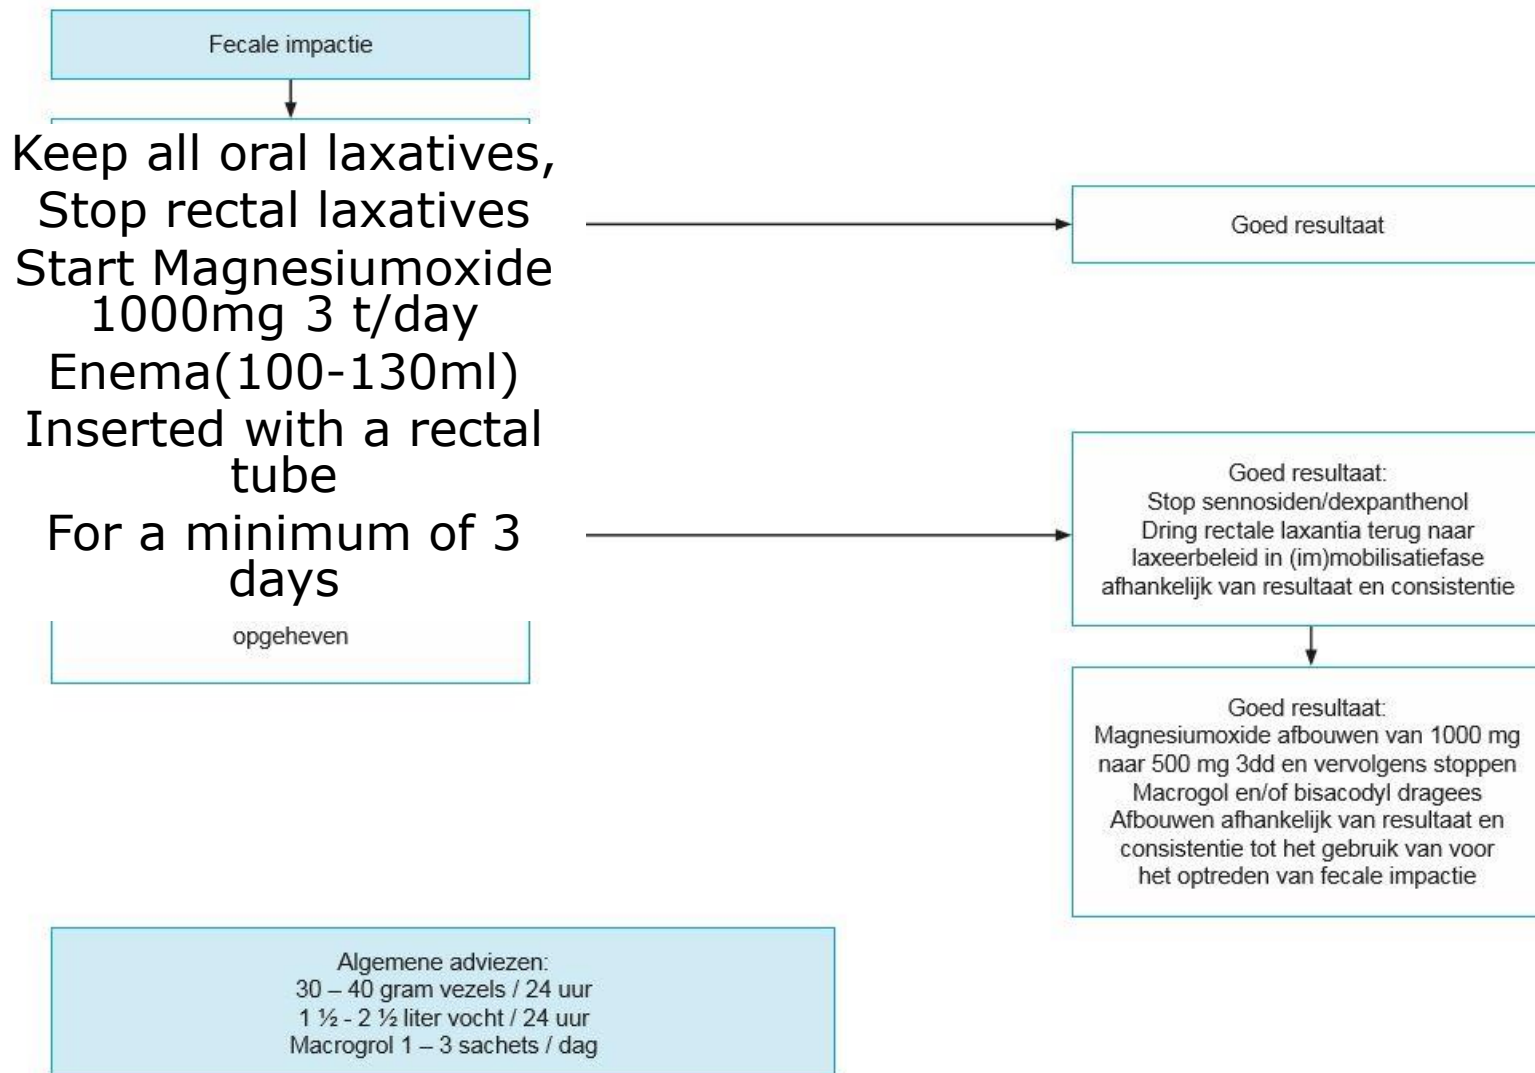 Fecale impactie
Keep all oral laxatives,
Stop rectal laxatives
Start Magnesiumoxide
1000mg 3 t/day
Enema(100-130ml)
Inserted with a rectal
tube
For a minimum of 3
days
opgeheven
Goed resultaat
Goed resultaat:
Stop sennosiden/dexpanthenol
Dring rectale laxantia terug naar
laxeerbeleid in (im)mobilisatiefase
afhankelijk van resultaat en consistentie
Goed resultaat:
Magnesiumoxide afbouwen van 1000 mg
naar 500 mg 3dd en vervolgens stoppen
Macrogol en/of bisacodyl dragees
Afbouwen afhankelijk van resultaat en
consistentie tot het gebruik van voor
het optreden van fecale impactie
Algemene adviezen:
30 – 40 gram vezels / 24 uur
1 ½ - 2 ½ liter vocht / 24 uur
Macrogrol 1 – 3 sachets / dag